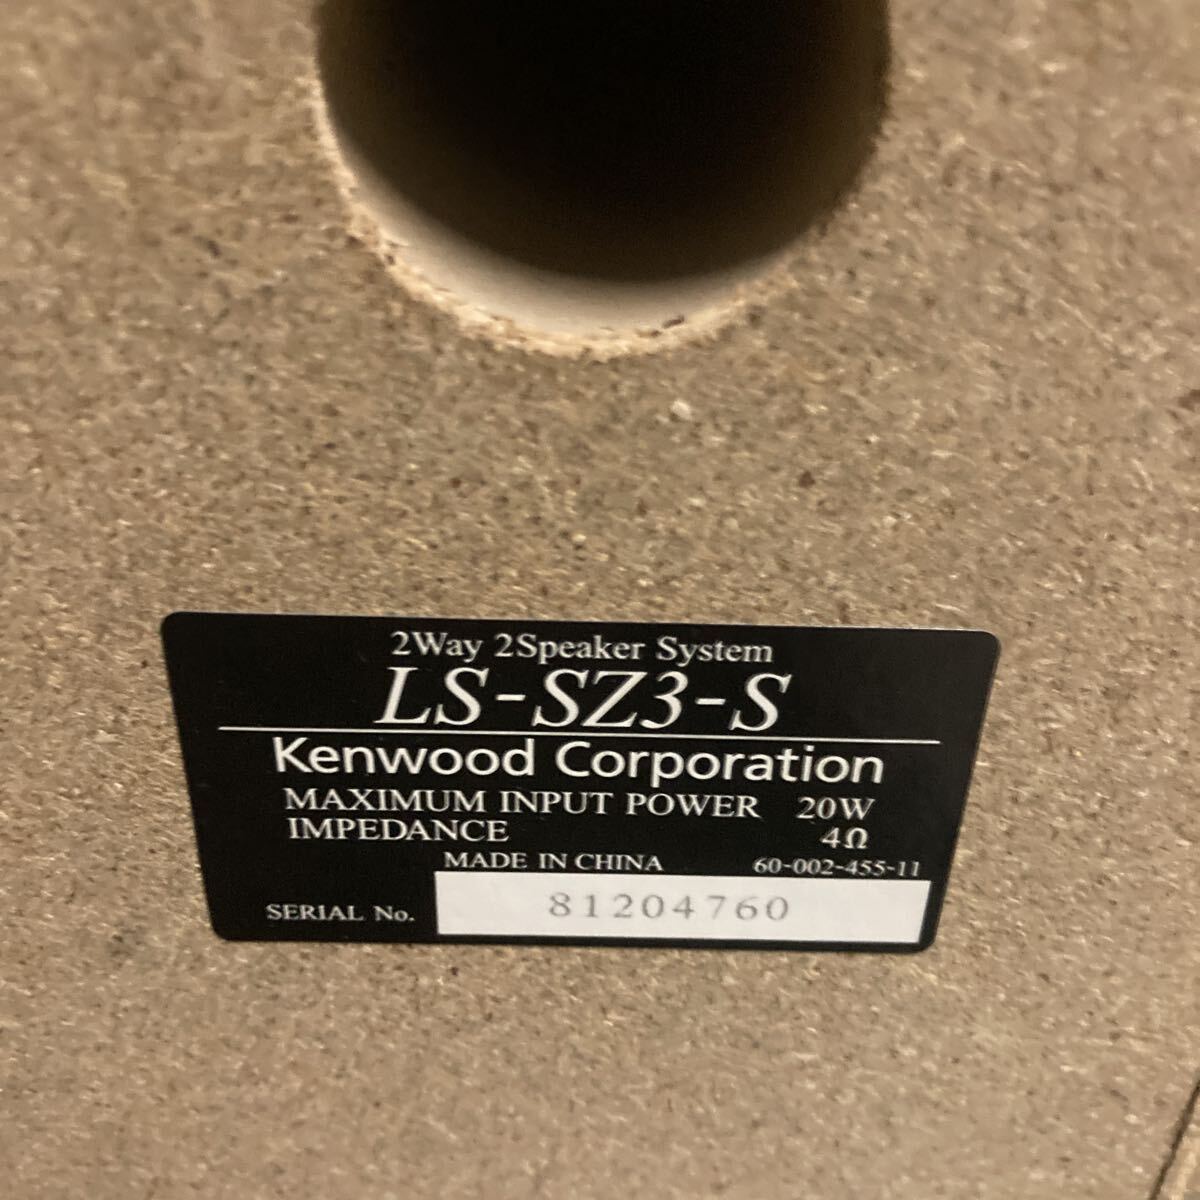 2Way 2Speaker System
LS-SZ3-S
Kenwood Corporation
MAXIMUM INPUT POWER 20W
IMPEDANCE 4Ω
MADE IN CHINA 60-002-455-11
SERIAL No. 81204760